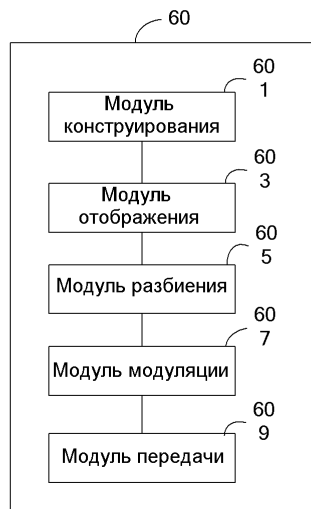 60
60
1
Модуль
конструирования
60
3
Модуль
отображения
60
5
Модуль разбиения
60
7
Модуль модуляции
60
9
Модуль передачи